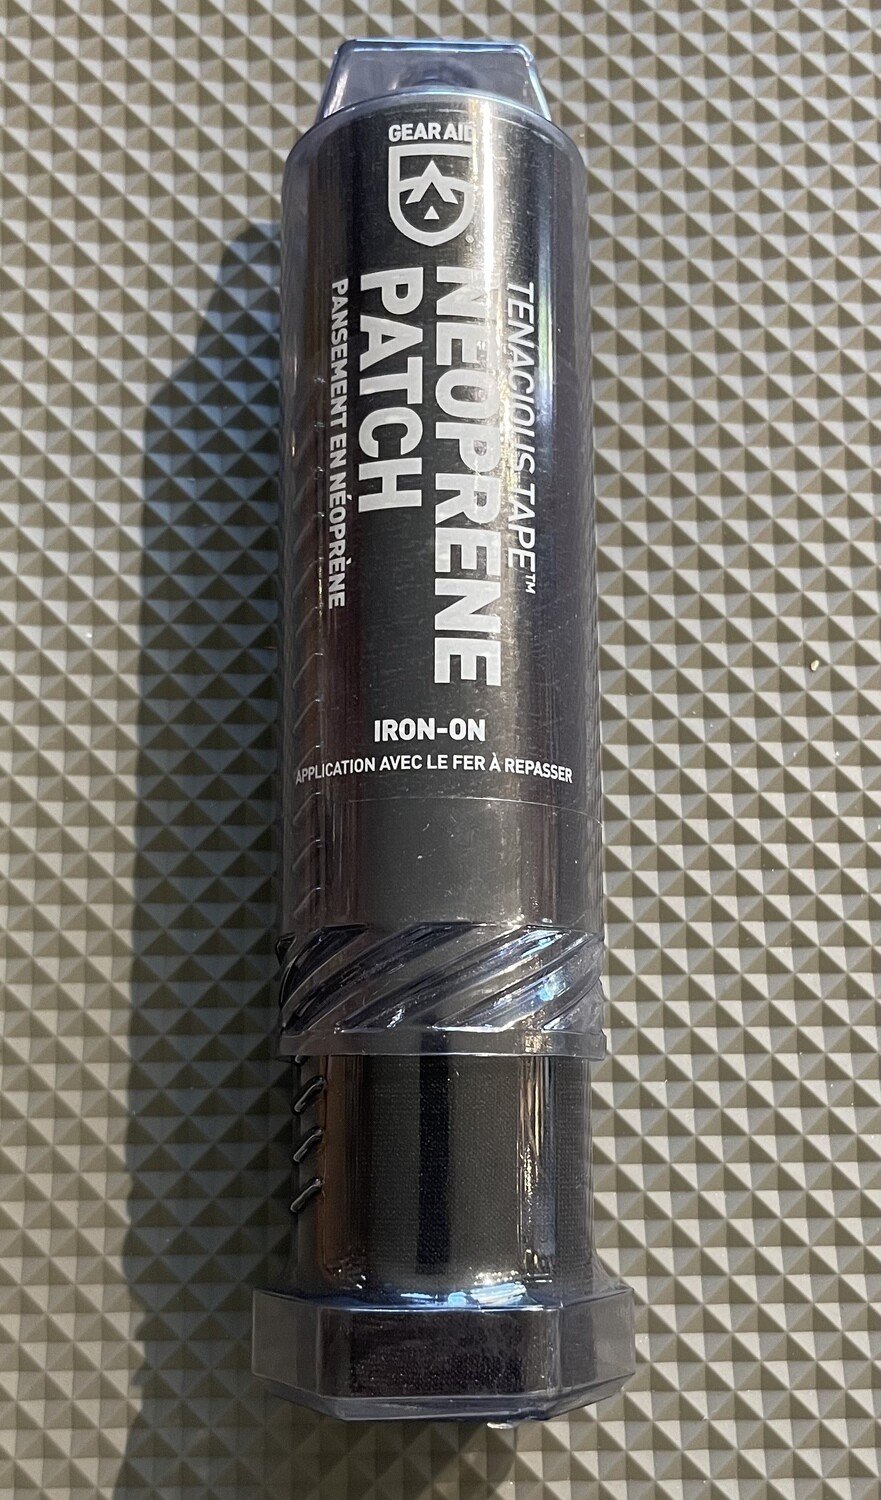 GEAR AID
TENACIOUS TAPE™
NEOPRENE
PATCH
PANSEMENT EN NÉOPRÈNE
IRON-ON
APPLICATION AVEC LE FER À REPASSER